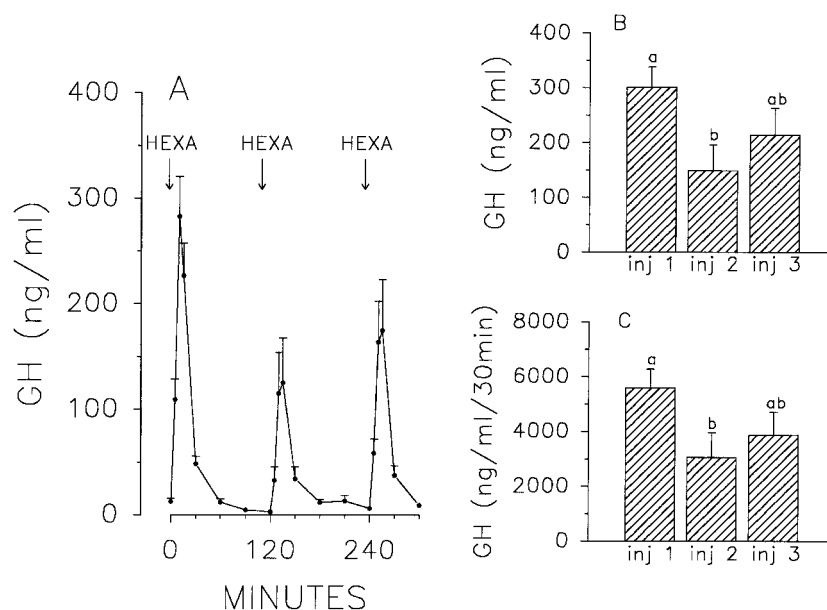 A
400
300
200
100
0
HEXA HEXA HEXA
GH (ng/ml)
0 120 240
MINUTES
B
400
300
200
100
0
GH (ng/ml)
a
b
ab
inj 1 inj 2 inj 3
C
8000
6000
4000
2000
0
GH (ng/ml/30min)
a
b
ab
inj 1 inj 2 inj 3